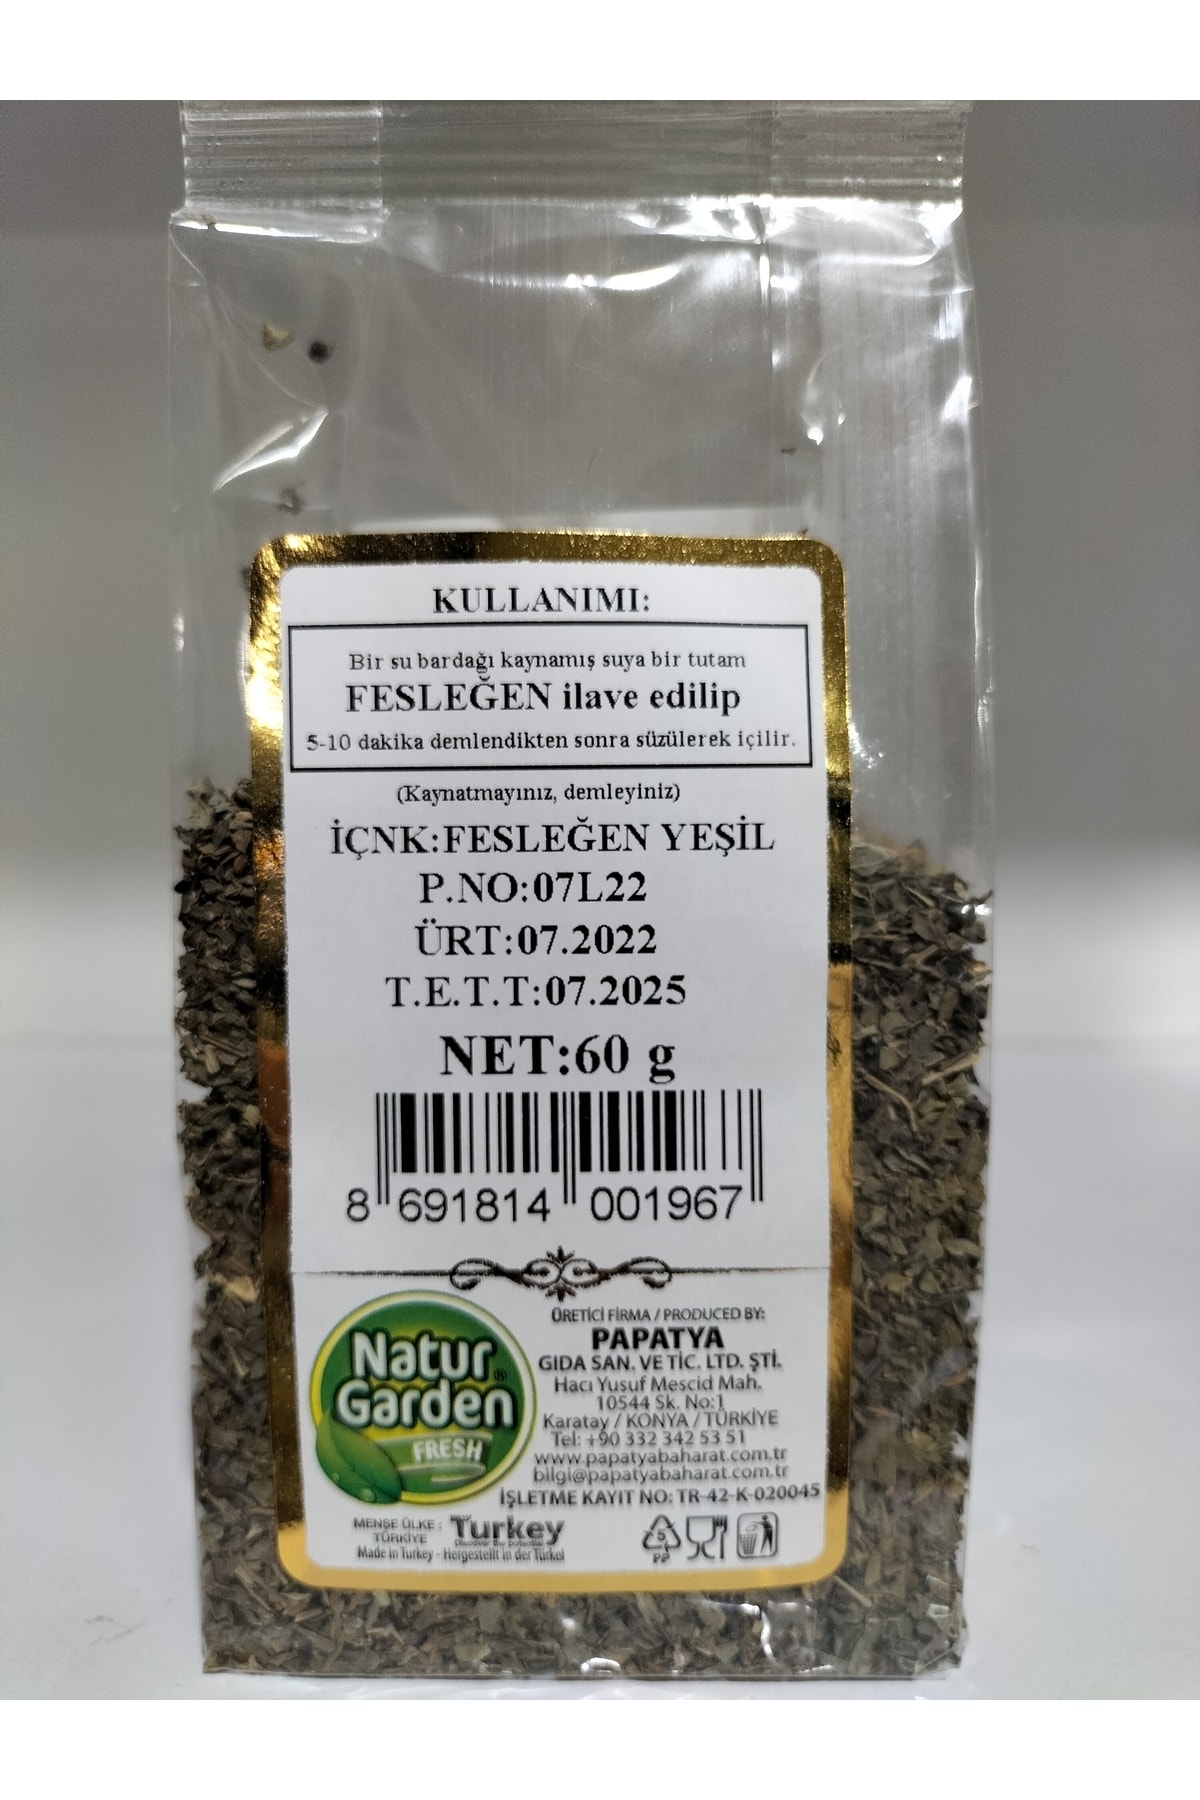 KULLANIMI:
Bir su bardağı kaynamış suya bir tutam
FESLEĞEN ilave edilip
5-10 dakika demlendikten sonra süzülerek içilir.
(Kaynatmayınız, demleyiniz)
İÇNK:FESLEĞEN YEŞİL
P.NO:07L22
ÜRT:07.2022
T.E.T.T:07.2025
NET:60 g
8 691814 001967
Natur
Garden
®
FRESH
ÜRETİCİ FİRMA / PRODUCED BY:
PAPATYA
GIDA SAN. VE TİC. LTD. ŞTİ.
Hacı Yusuf Mescid Mah.
10544 Sk. No:1
Karatay / KONYA / TÜRKİYE
Tel: +90 332 342 53 51
www.papatyabaharat.com.tr
bilgi@papatyabaharat.com.tr
İŞLETME KAYIT NO: TR-42-K-020045
MENŞE ÜLKE :
TÜRKİYE
Turkey
Discover the potential
Made in Turkey - Hergestellt in der Türkei
5
PP